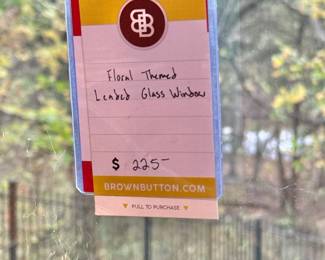 BB
Floral Themed
Leaded Glass Window
$ 225-
BROWNBUTTON.COM
PULL TO PURCHASE